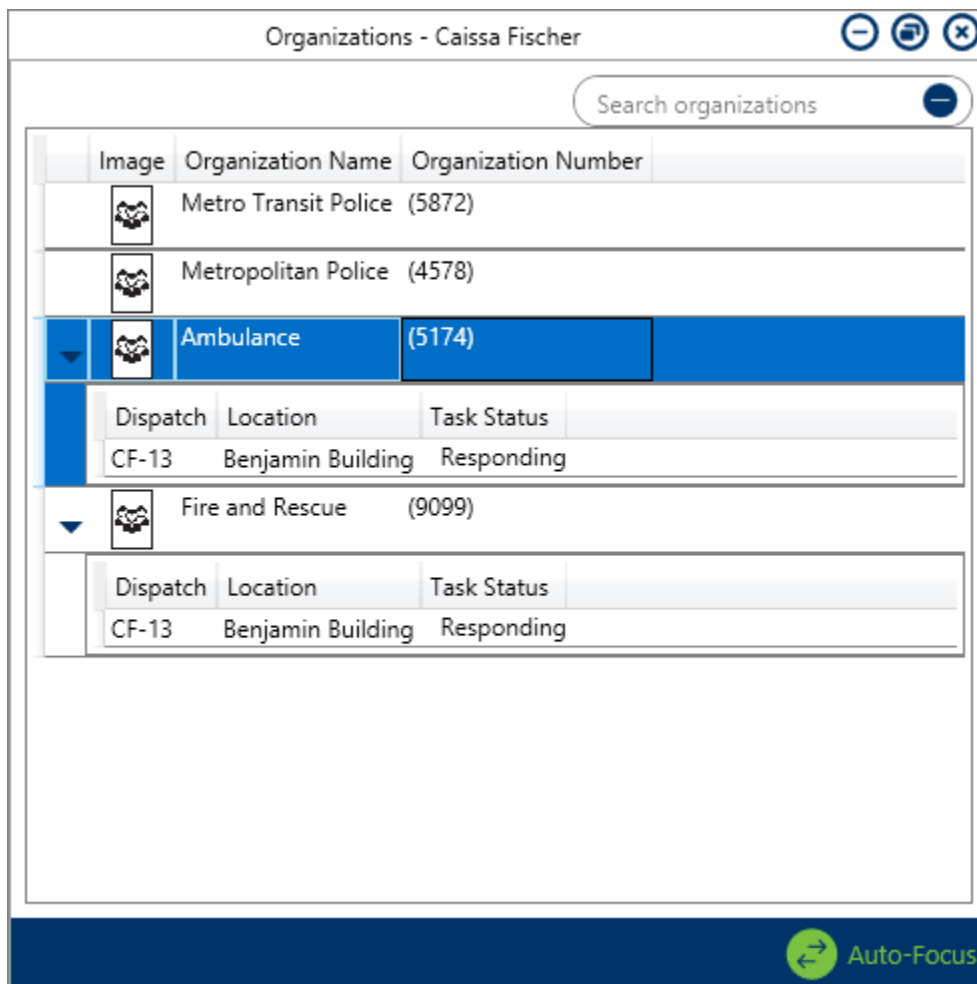 Organizations - Caissa Fischer
Search organizations
Image Organization Name Organization Number
Metro Transit Police (5872)
Metropolitan Police (4578)
Ambulance (5174)
Dispatch Location Task Status
CF-13 Benjamin Building Responding
Fire and Rescue (9099)
Dispatch Location Task Status
CF-13 Benjamin Building Responding
Auto-Focus